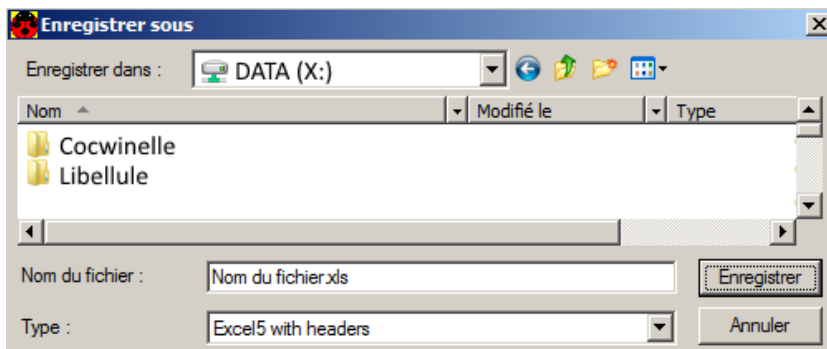 Enregistrer sous
Enregistrer dans : DATA (X:)
Nom Modifié le Type
Cocwinelle
Libellule
Nom du fichier : Nom du fichier.xls Enregistrer
Type : Excel5 with headers Annuler